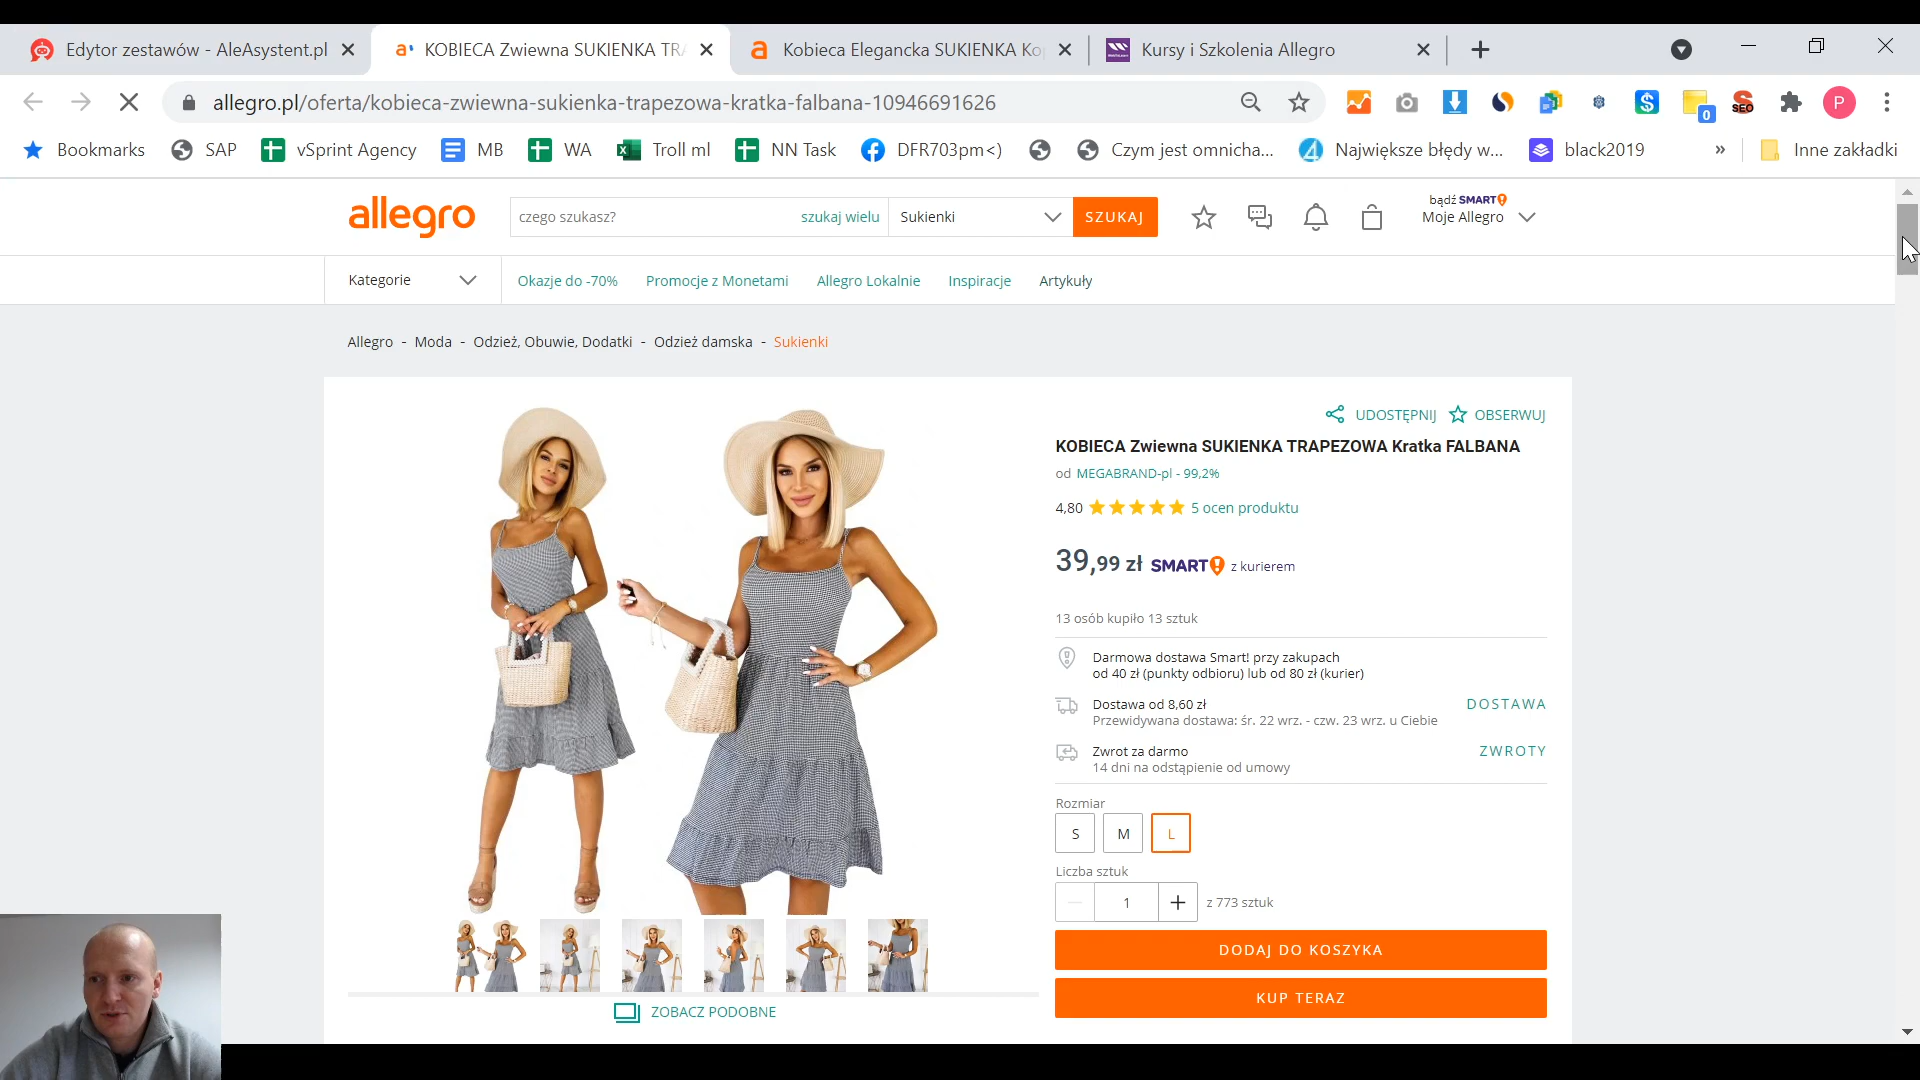 Edytor zestawów - AleAsystent.pl
KOBIECA Zwiewna SUKIENKA TRA
Kobieca Elegancka SUKIENKA Ko
Kursy i Szkolenia Allegro
allegro.pl/oferta/kobieca-zwiewna-sukienka-trapezowa-kratka-falbana-10946691626
0
SEO
P
Bookmarks
SAP
vSprint Agency
MB
WA
Troll ml
NN Task
DFR703pm<)
Czym jest omnicha...
Największe błędy w...
black2019
»
Inne zakładki
allegro
czego szukasz?
szukaj wielu
Sukienki
SZUKAJ
bądź SMART!
Moje Allegro
Kategorie
Okazje do -70%
Promocje z Monetami
Allegro Lokalnie
Inspiracje
Artykuły
Allegro - Moda - Odzież, Obuwie, Dodatki - Odzież damska - Sukienki
UDOSTĘPNIJ
OBSERWUJ
KOBIECA Zwiewna SUKIENKA TRAPEZOWA Kratka FALBANA
od MEGABRAND-pl - 99,2%
4,80
5 ocen produktu
39,99 zł SMART! z kurierem
13 osób kupiło 13 sztuk
Darmowa dostawa Smart! przy zakupach
od 40 zł (punkty odbioru) lub od 80 zł (kurier)
Dostawa od 8,60 zł
DOSTAWA
Przewidywana dostawa: śr. 22 wrz. - czw. 23 wrz. u Ciebie
Zwrot za darmo
ZWROTY
14 dni na odstąpienie od umowy
Rozmiar
S
M
L
Liczba sztuk
1
z 773 sztuk
DODAJ DO KOSZYKA
KUP TERAZ
ZOBACZ PODOBNE